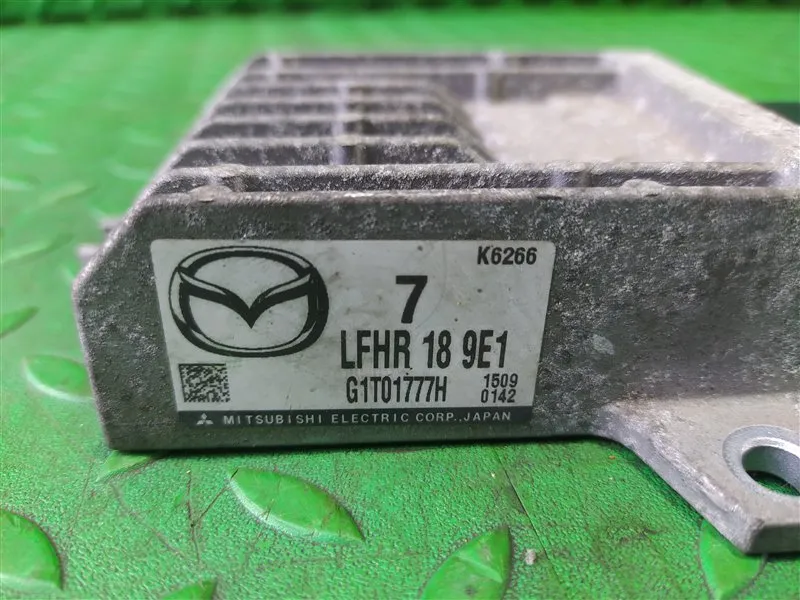 K6266
7
LFHR 18 9E1
G1T01777H
1509
0142
MITSUBISHI ELECTRIC CORP., JAPAN